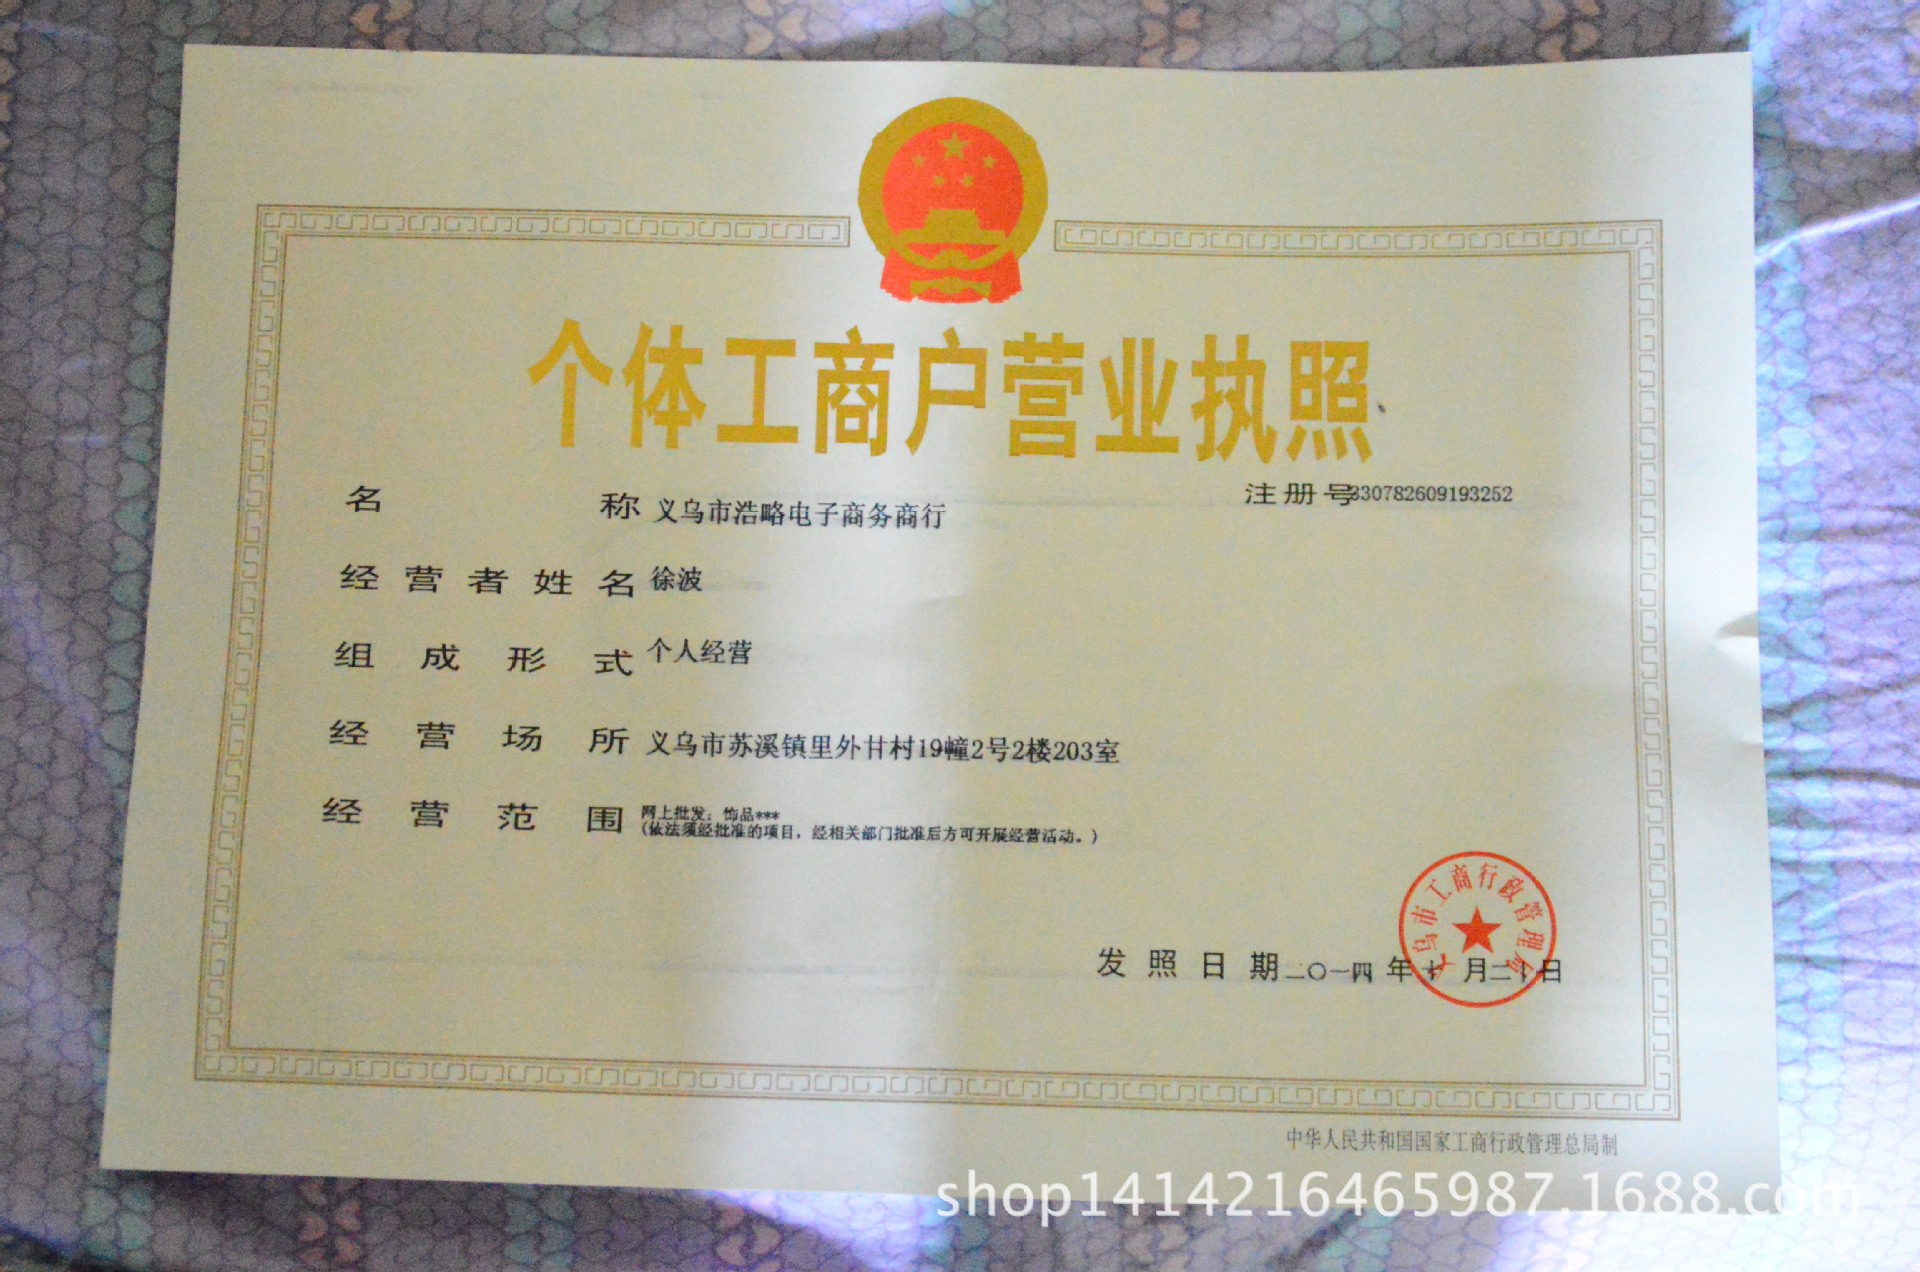 个体工商户营业执照
注册号330782609193252
名称 义乌市浩略电子商务商行
经营者姓名 徐波
组成形式 个人经营
经营场所 义乌市苏溪镇里外甘村19幢2号2楼203室
经营范围 网上批发：饰品***
(依法须经批准的项目，经相关部门批准后方可开展经营活动。)
义乌市工商行政管理局
发照日期 二〇一四年十月二十日
中华人民共和国国家工商行政管理总局制
shop1414216465987.1688.com